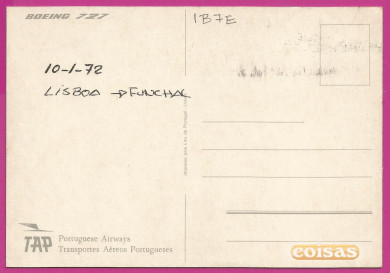 BOEING 727
1B7E
10-1-72
LISBOA → FUNCHAL
TAP
Portuguese Airways
Transportes Aéreos Portugueses
coisas